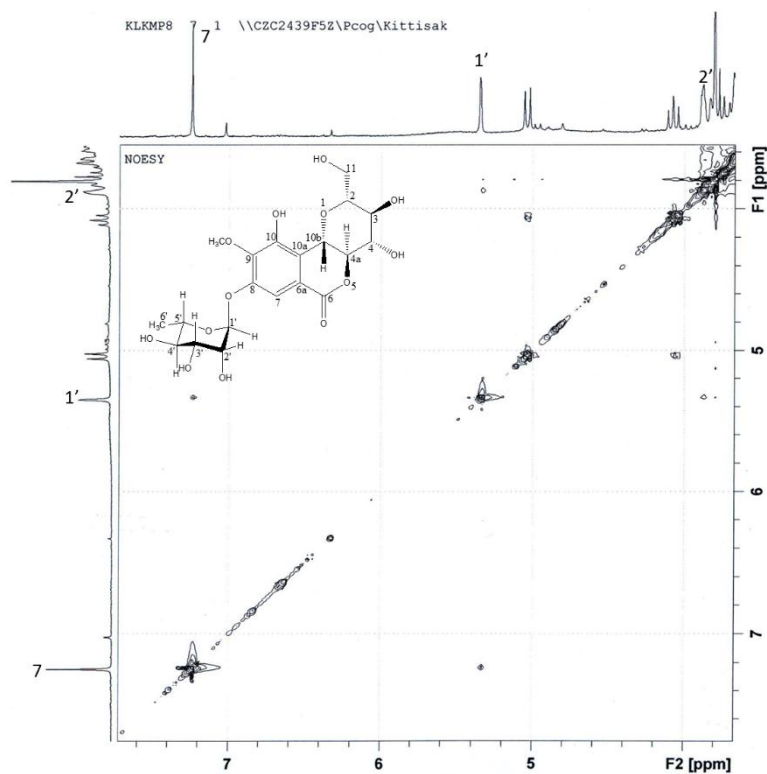 KLKMP8 7 1 \\CZC2439F5Z\Pcog\Kittisak
7
1'
2'
NOESY
HO
11
1
2
OH
O
3
OH
10
10b
H
H₃CO
9
10a
4
OH
4a
H
8
6a
O
5
O
7
6
6'
H
H
O
CH₃
5'
O
1'
H
HO
4'
3'
2'
H
H
HO
OH
2'
1'
7
F1 [ppm]
5
6
7
7
6
5
F2 [ppm]